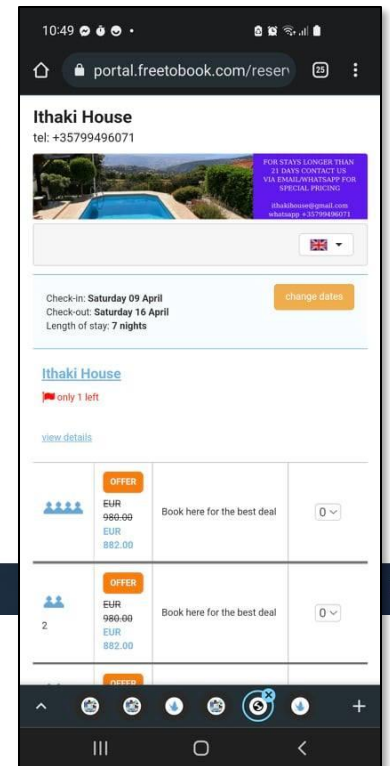 10:49
portal.freetobook.com/reserv
25
Ithaki House
tel: +35799496071
FOR STAYS LONGER THAN
21 DAYS CONTACT US
VIA EMAIL/WHATSAPP FOR
SPECIAL PRICING
ithakihouse@gmail.com
whatsapp +35799496071
Check-in: Saturday 09 April
Check-out: Saturday 16 April
Length of stay: 7 nights
change dates
Ithaki House
only 1 left
view details
OFFER
EUR
980.00
EUR
882.00
Book here for the best deal
0
2
OFFER
EUR
980.00
EUR
882.00
Book here for the best deal
0
OFFER